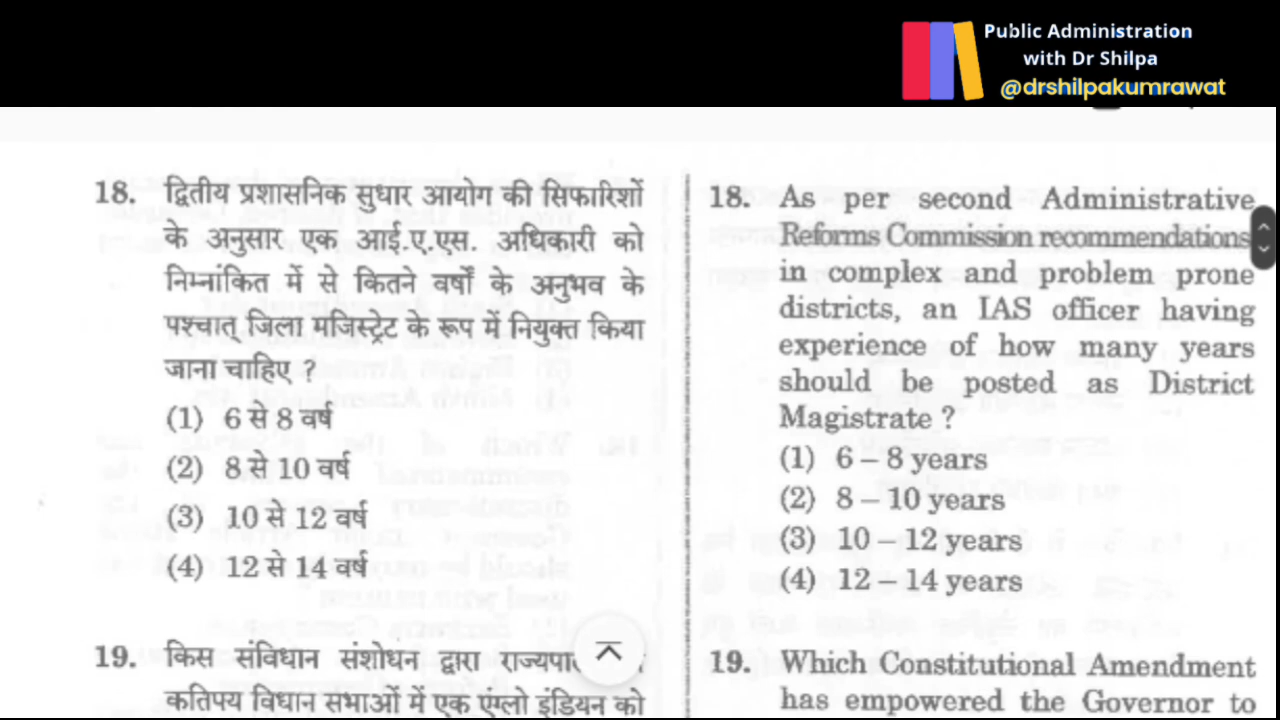 Public Administration
with Dr Shilpa
@drshilpakumrawat
18. द्वितीय प्रशासनिक सुधार आयोग की सिफारिशों
के अनुसार एक आई.ए.एस. अधिकारी को
निम्नांकित में से कितने वर्षों के अनुभव के
पश्चात् जिला मजिस्ट्रेट के रूप में नियुक्त किया
जाना चाहिए ?
(1) 6 से 8 वर्ष
(2) 8 से 10 वर्ष
(3) 10 से 12 वर्ष
(4) 12 से 14 वर्ष
19. किस संविधान संशोधन द्वारा
कतिपय विधान सभाओं में एक एंग्लो इंडियन को
18. As per second Administrative
Reforms Commission recommendations
in complex and problem prone
districts, an IAS officer having
experience of how many years
should be posted as District
Magistrate ?
(1) 6 – 8 years
(2) 8 – 10 years
(3) 10 – 12 years
(4) 12 – 14 years
19. Which Constitutional Amendment
has empowered the Governor to